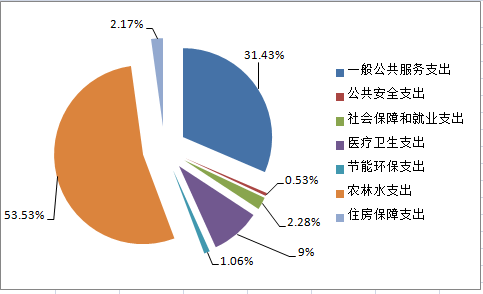 2.17%
31.43%
0.53%
2.28%
9%
1.06%
53.53%
一般公共服务支出
公共安全支出
社会保障和就业支出
医疗卫生支出
节能环保支出
农林水支出
住房保障支出